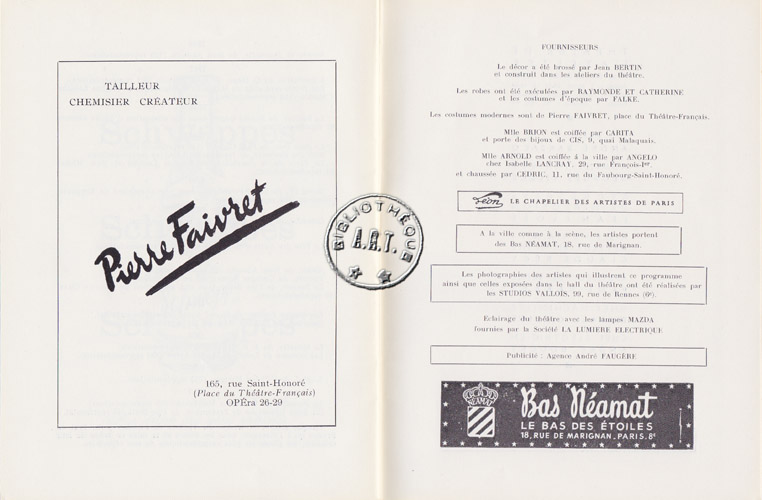 TAILLEUR
CHEMISIER CRÉATEUR
Pierre Faivret
165, rue Saint-Honoré
(Place du Théâtre-Français)
OPÉra 26-29
BIBLIOTHÈQUE
A.R.T.
FOURNISSEURS
Le décor a été brossé par Jean BERTIN
et construit dans les ateliers du théâtre.
Les robes ont été exécutées par RAYMONDE ET CATHERINE
et les costumes d'époque par FALKE.
Les costumes modernes sont de Pierre FAIVRET, place du Théâtre-Français.
Mlle BRION est coiffée par CARITA
et porte des bijoux de CIS, 9, quai Malaquais.
Mlle ARNOLD est coiffée à la ville par ANGELO
chez Isabelle LANCRAY, 29, rue François-Ier,
et chaussée par CEDRIC, 11, rue du Faubourg-Saint-Honoré.
Léon LE CHAPELIER DES ARTISTES DE PARIS
A la ville comme à la scène, les artistes portent
des Bas NÉAMAT, 18, rue de Marignan.
Les photographies des artistes qui illustrent ce programme
ainsi que celles exposées dans le hall du théâtre ont été réalisées par
les STUDIOS VALLOIS, 99, rue de Rennes (6e).
Eclairage du théâtre avec les lampes MAZDA
fournies par la Société LA LUMIERE ELECTRIQUE
Publicité : Agence André FAUGÈRE
NÉAMAT
Bas Néamat
LE BAS DES ÉTOILES
18, RUE DE MARIGNAN, PARIS, 8e